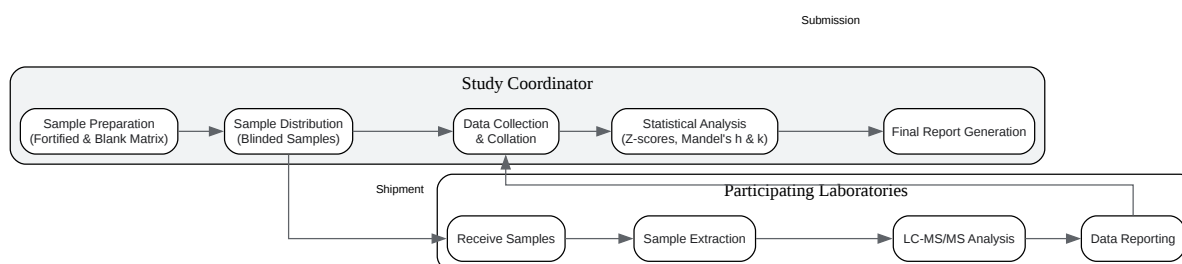 Submission
Study Coordinator
Sample Preparation
(Fortified & Blank Matrix)
Sample Distribution
(Blinded Samples)
Data Collection
& Collation
Statistical Analysis
(Z-scores, Mandel's h & k)
Final Report Generation
Shipment
Participating Laboratories
Receive Samples
Sample Extraction
LC-MS/MS Analysis
Data Reporting